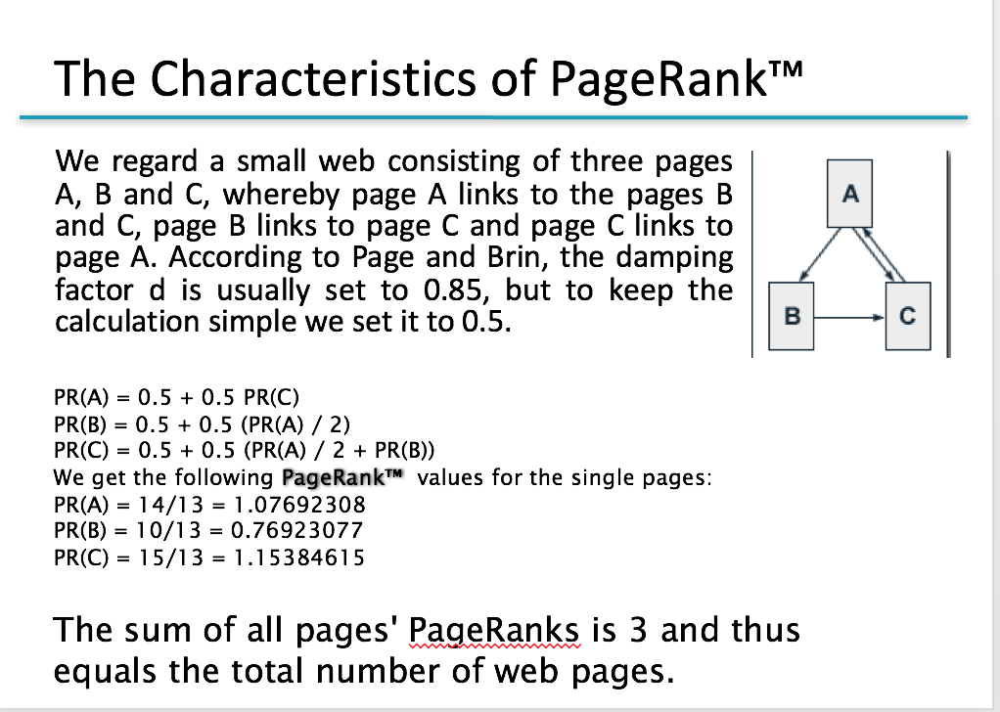 The Characteristics of PageRank™
We regard a small web consisting of three pages
A, B and C, whereby page A links to the pages B
and C, page B links to page C and page C links to
page A. According to Page and Brin, the damping
factor d is usually set to 0.85, but to keep the
calculation simple we set it to 0.5.
A
B
C
PR(A) = 0.5 + 0.5 PR(C)
PR(B) = 0.5 + 0.5 (PR(A) / 2)
PR(C) = 0.5 + 0.5 (PR(A) / 2 + PR(B))
We get the following PageRank™ values for the single pages:
PR(A) = 14/13 = 1.07692308
PR(B) = 10/13 = 0.76923077
PR(C) = 15/13 = 1.15384615
The sum of all pages' PageRanks is 3 and thus
equals the total number of web pages.